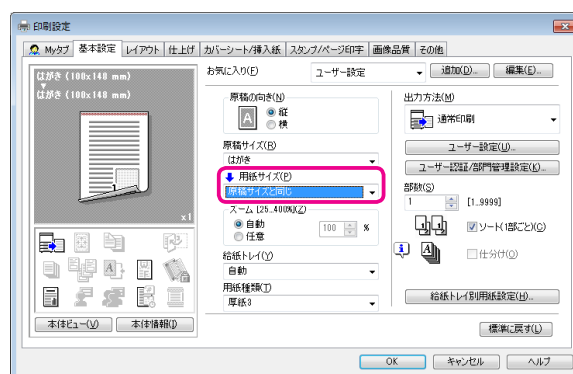 印刷設定
Myタブ 基本設定 レイアウト 仕上げ カバーシート/挿入紙 スタンプ/ページ印字 画像品質 その他
はがき (100x148 mm)
はがき (100x148 mm)
x1
本体ビュー(V) 本体情報(I)
お気に入り(F) ユーザー設定 追加(D)... 編集(E)...
原稿の向き(N)
A
縦
横
原稿サイズ(R)
はがき
用紙サイズ(P)
原稿サイズと同じ
ズーム [25..400%](Z)
自動
任意
100 %
給紙トレイ(Y)
自動
用紙種類(T)
厚紙3
出力方法(M)
通常印刷
ユーザー設定(U)...
ユーザー認証/部門管理設定(K)...
部数(S)
1 [1..9999]
ソート(1部ごと)(C)
仕分け(O)
給紙トレイ別用紙設定(H)...
標準に戻す(L)
OK キャンセル ヘルプ